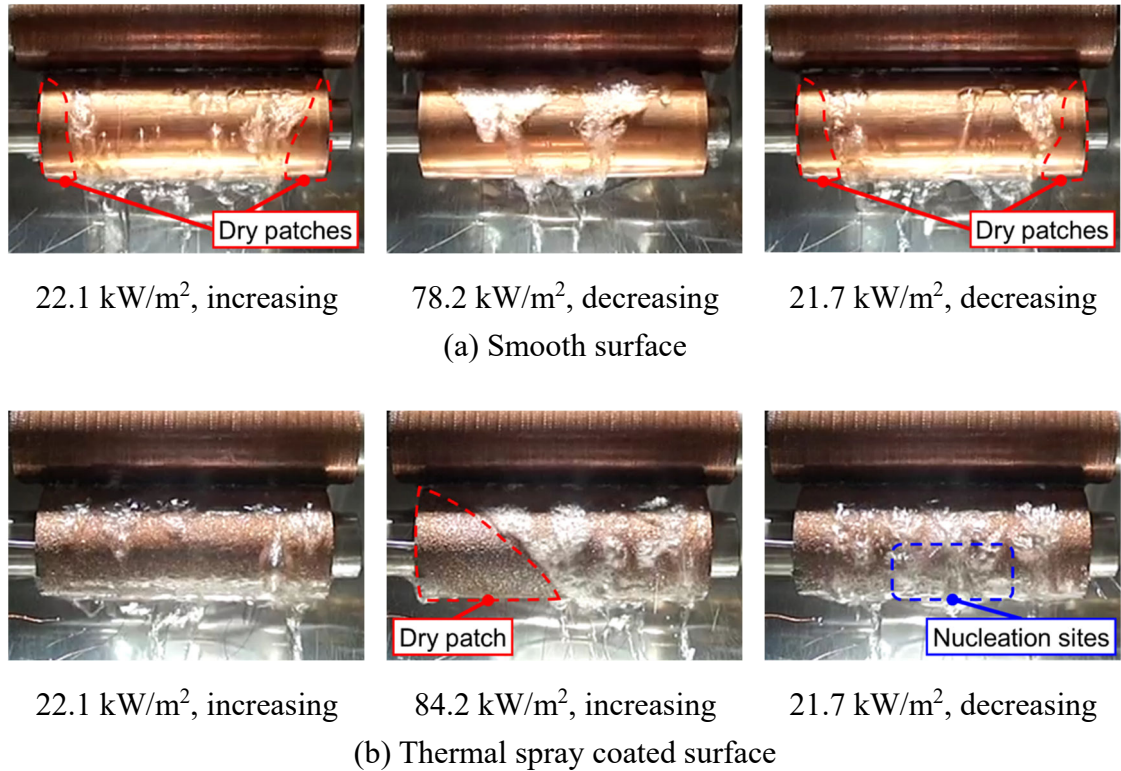 Dry patches
Dry patches
22.1 kW/m², increasing
78.2 kW/m², decreasing
21.7 kW/m², decreasing
(a) Smooth surface
Dry patch
Nucleation sites
22.1 kW/m², increasing
84.2 kW/m², increasing
21.7 kW/m², decreasing
(b) Thermal spray coated surface